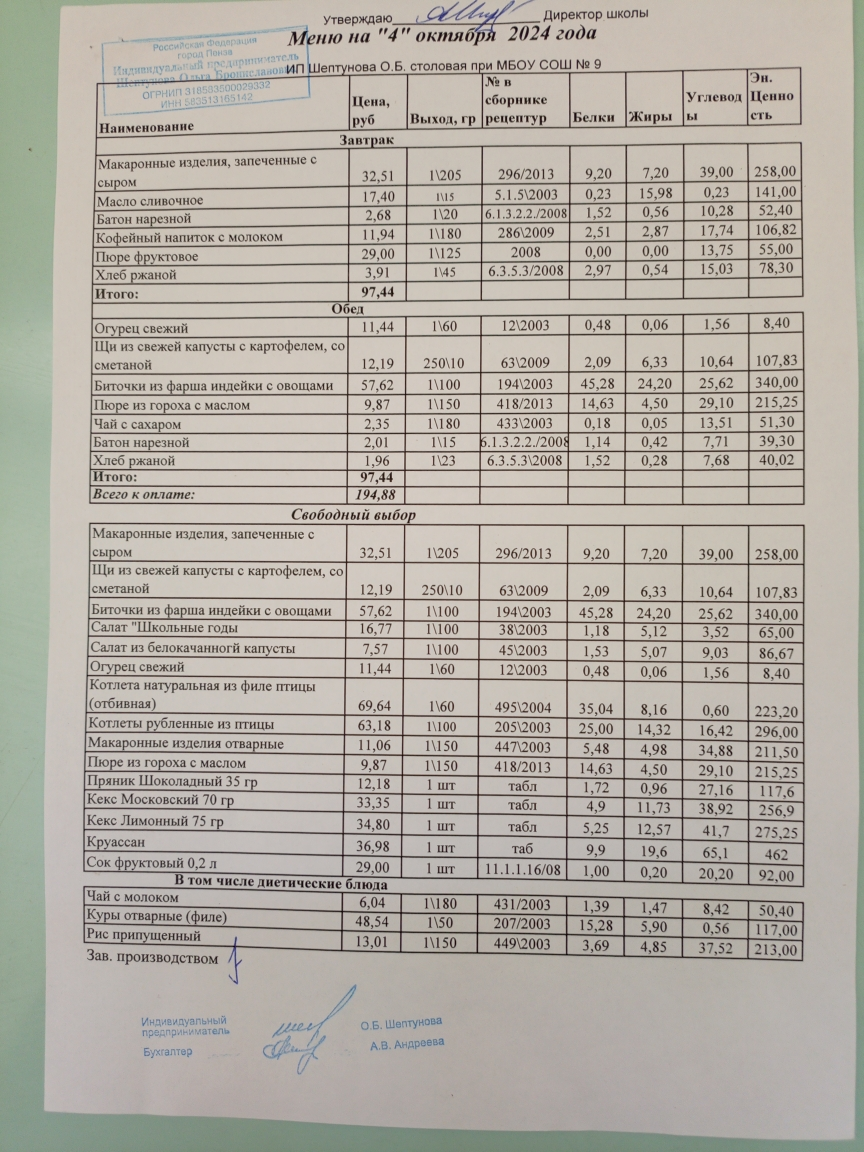 Утверждаю____________________ Директор школы
Российская Федерация
город Пенза
Индивидуальный предприниматель
Шептунова Ольга Брониславовна
ОГРНИП 318583500029332
ИНН 583513165142
Меню на "4" октября 2024 года
ИП Шептунова О.Б. столовая при МБОУ СОШ № 9
Наименование Цена, руб Выход, гр № в сборнике рецептур Белки Жиры Углеводы Эн. Ценность
Завтрак
Макаронные изделия, запеченные с сыром 32,51 1\205 296/2013 9,20 7,20 39,00 258,00
Масло сливочное 17,40 1\15 5.1.5\2003 0,23 15,98 0,23 141,00
Батон нарезной 2,68 1\20 6.1.3.2.2./2008 1,52 0,56 10,28 52,40
Кофейный напиток с молоком 11,94 1\180 286\2009 2,51 2,87 17,74 106,82
Пюре фруктовое 29,00 1\125 2008 0,00 0,00 13,75 55,00
Хлеб ржаной 3,91 1\45 6.3.5.3/2008 2,97 0,54 15,03 78,30
Итого: 97,44
Обед
Огурец свежий 11,44 1\60 12\2003 0,48 0,06 1,56 8,40
Щи из свежей капусты с картофелем, со сметаной 12,19 250\10 63\2009 2,09 6,33 10,64 107,83
Биточки из фарша индейки с овощами 57,62 1\100 194\2003 45,28 24,20 25,62 340,00
Пюре из гороха с маслом 9,87 1\150 418/2013 14,63 4,50 29,10 215,25
Чай с сахаром 2,35 1\180 433\2003 0,18 0,05 13,51 51,30
Батон нарезной 2,01 1\15 6.1.3.2.2./2008 1,14 0,42 7,71 39,30
Хлеб ржаной 1,96 1\23 6.3.5.3\2008 1,52 0,28 7,68 40,02
Итого: 97,44
Всего к оплате: 194,88
Свободный выбор
Макаронные изделия, запеченные с сыром 32,51 1\205 296/2013 9,20 7,20 39,00 258,00
Щи из свежей капусты с картофелем, со сметаной 12,19 250\10 63\2009 2,09 6,33 10,64 107,83
Биточки из фарша индейки с овощами 57,62 1\100 194\2003 45,28 24,20 25,62 340,00
Салат "Школьные годы 16,77 1\100 38\2003 1,18 5,12 3,52 65,00
Салат из белокачанногй капусты 7,57 1\100 45\2003 1,53 5,07 9,03 86,67
Огурец свежий 11,44 1\60 12\2003 0,48 0,06 1,56 8,40
Котлета натуральная из филе птицы (отбивная) 69,64 1\60 495\2004 35,04 8,16 0,60 223,20
Котлеты рубленные из птицы 63,18 1\100 205\2003 25,00 14,32 16,42 296,00
Макаронные изделия отварные 11,06 1\150 447\2003 5,48 4,98 34,88 211,50
Пюре из гороха с маслом 9,87 1\150 418/2013 14,63 4,50 29,10 215,25
Пряник Шоколадный 35 гр 12,18 1 шт табл 1,72 0,96 27,16 117,6
Кекс Московский 70 гр 33,35 1 шт табл 4,9 11,73 38,92 256,9
Кекс Лимонный 75 гр 34,80 1 шт табл 5,25 12,57 41,7 275,25
Круассан 36,98 1 шт таб 9,9 19,6 65,1 462
Сок фруктовый 0,2 л 29,00 1 шт 11.1.1.16/08 1,00 0,20 20,20 92,00
В том числе диетические блюда
Чай с молоком 6,04 1\180 431/2003 1,39 1,47 8,42 50,40
Куры отварные (филе) 48,54 1\50 207/2003 15,28 5,90 0,56 117,00
Рис припущенный 13,01 1\150 449\2003 3,69 4,85 37,52 213,00
Зав. производством
Индивидуальный
предприниматель О.Б. Шептунова
Бухгалтер А.В. Андреева